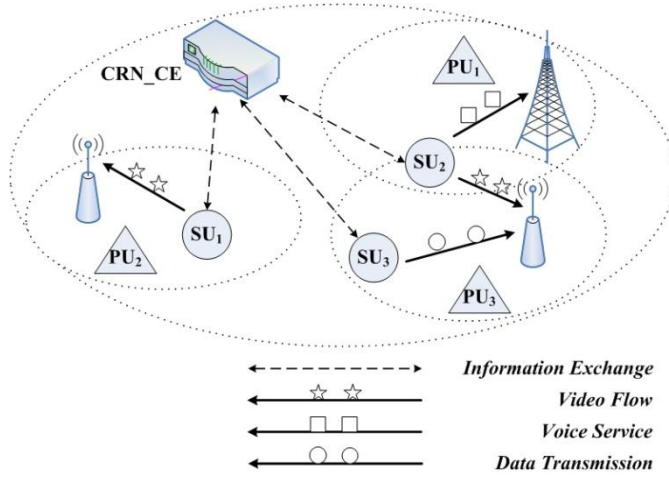 CRN_CE
PU1
SU2
SU1
PU2
SU3
PU3
Information Exchange
Video Flow
Voice Service
Data Transmission